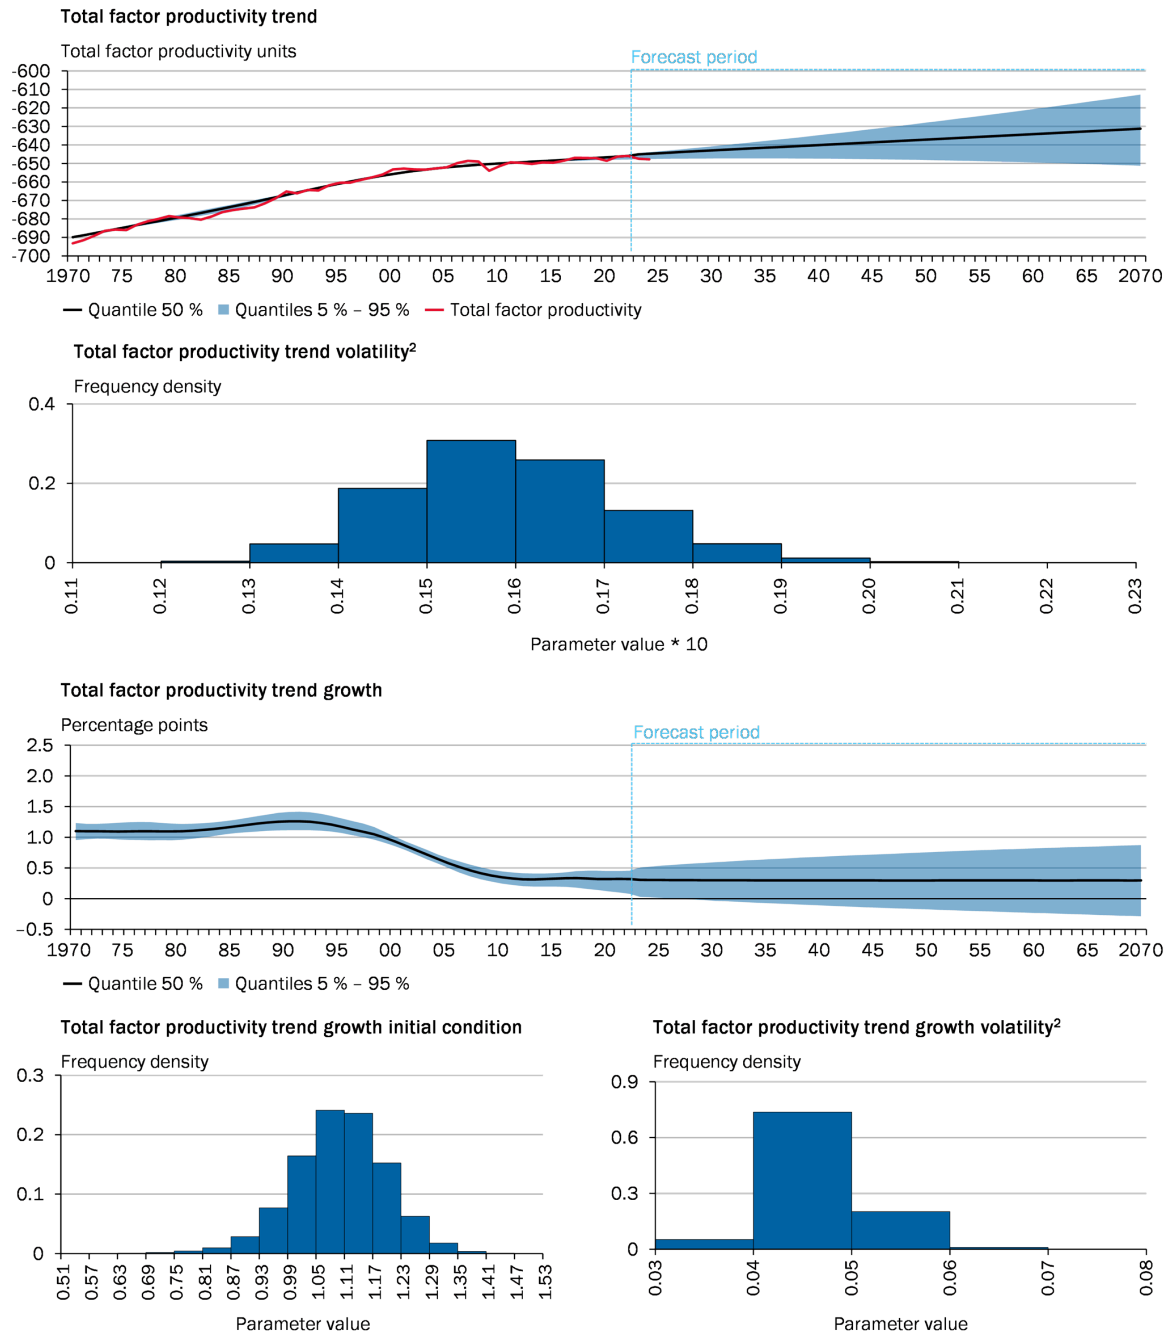 Total factor productivity trend
Total factor productivity units
Forecast period
-600
-610
-620
-630
-640
-650
-660
-670
-680
-690
-700
1970 75 80 85 90 95 00 05 10 15 20 25 30 35 40 45 50 55 60 65 2070
Quantile 50 % Quantiles 5 % – 95 % Total factor productivity
Total factor productivity trend volatility²
Frequency density
0.4
0.2
0
0.11 0.12 0.13 0.14 0.15 0.16 0.17 0.18 0.19 0.20 0.21 0.22 0.23
Parameter value * 10
Total factor productivity trend growth
Percentage points
Forecast period
2.5
2.0
1.5
1.0
0.5
0
−0.5
1970 75 80 85 90 95 00 05 10 15 20 25 30 35 40 45 50 55 60 65 2070
Quantile 50 % Quantiles 5 % – 95 %
Total factor productivity trend growth initial condition
Frequency density
0.3
0.2
0.1
0
0.51 0.57 0.63 0.69 0.75 0.81 0.87 0.93 0.99 1.05 1.11 1.17 1.23 1.29 1.35 1.41 1.47 1.53
Parameter value
Total factor productivity trend growth volatility²
Frequency density
0.9
0.6
0.3
0
0.03 0.04 0.05 0.06 0.07 0.08
Parameter value